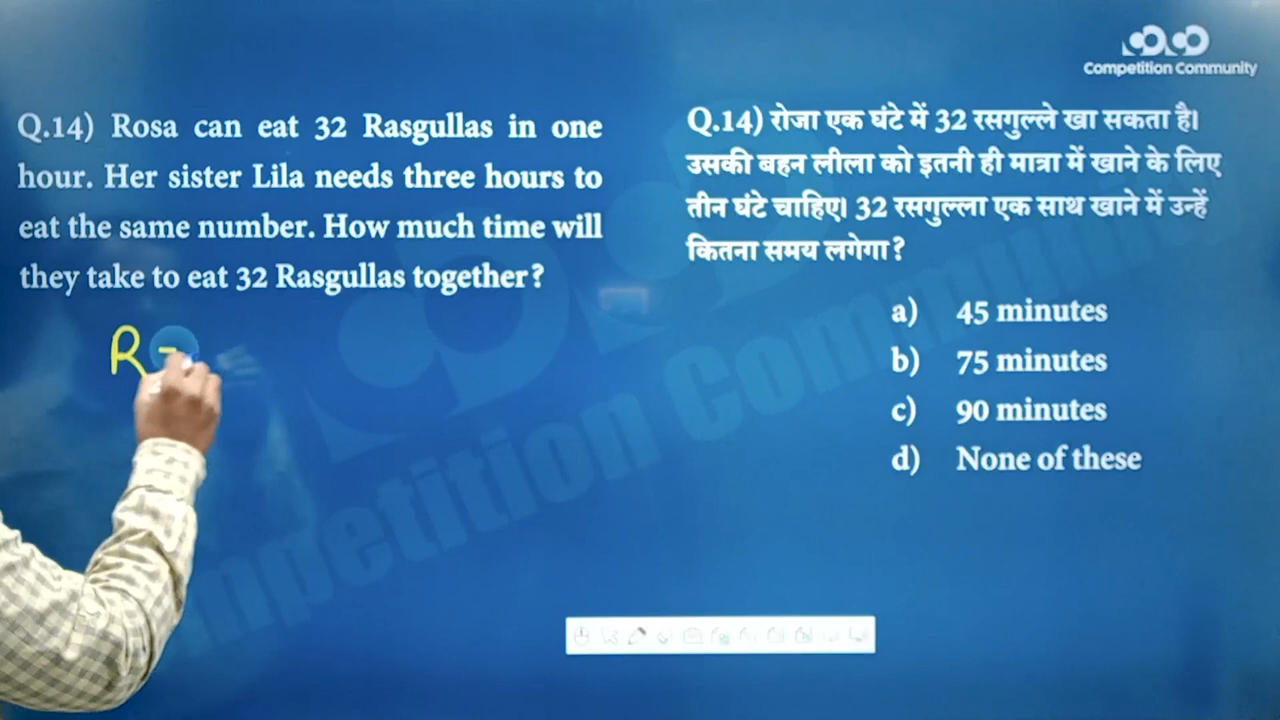 Competition Community
Q.14) Rosa can eat 32 Rasgullas in one
hour. Her sister Lila needs three hours to
eat the same number. How much time will
they take to eat 32 Rasgullas together?
R
Q.14) रोजा एक घंटे में 32 रसगुल्ले खा सकता है।
उसकी बहन लीला को इतनी ही मात्रा में खाने के लिए
तीन घंटे चाहिए। 32 रसगुल्ला एक साथ खाने में उन्हें
कितना समय लगेगा?
a) 45 minutes
b) 75 minutes
c) 90 minutes
d) None of these
Competition Community